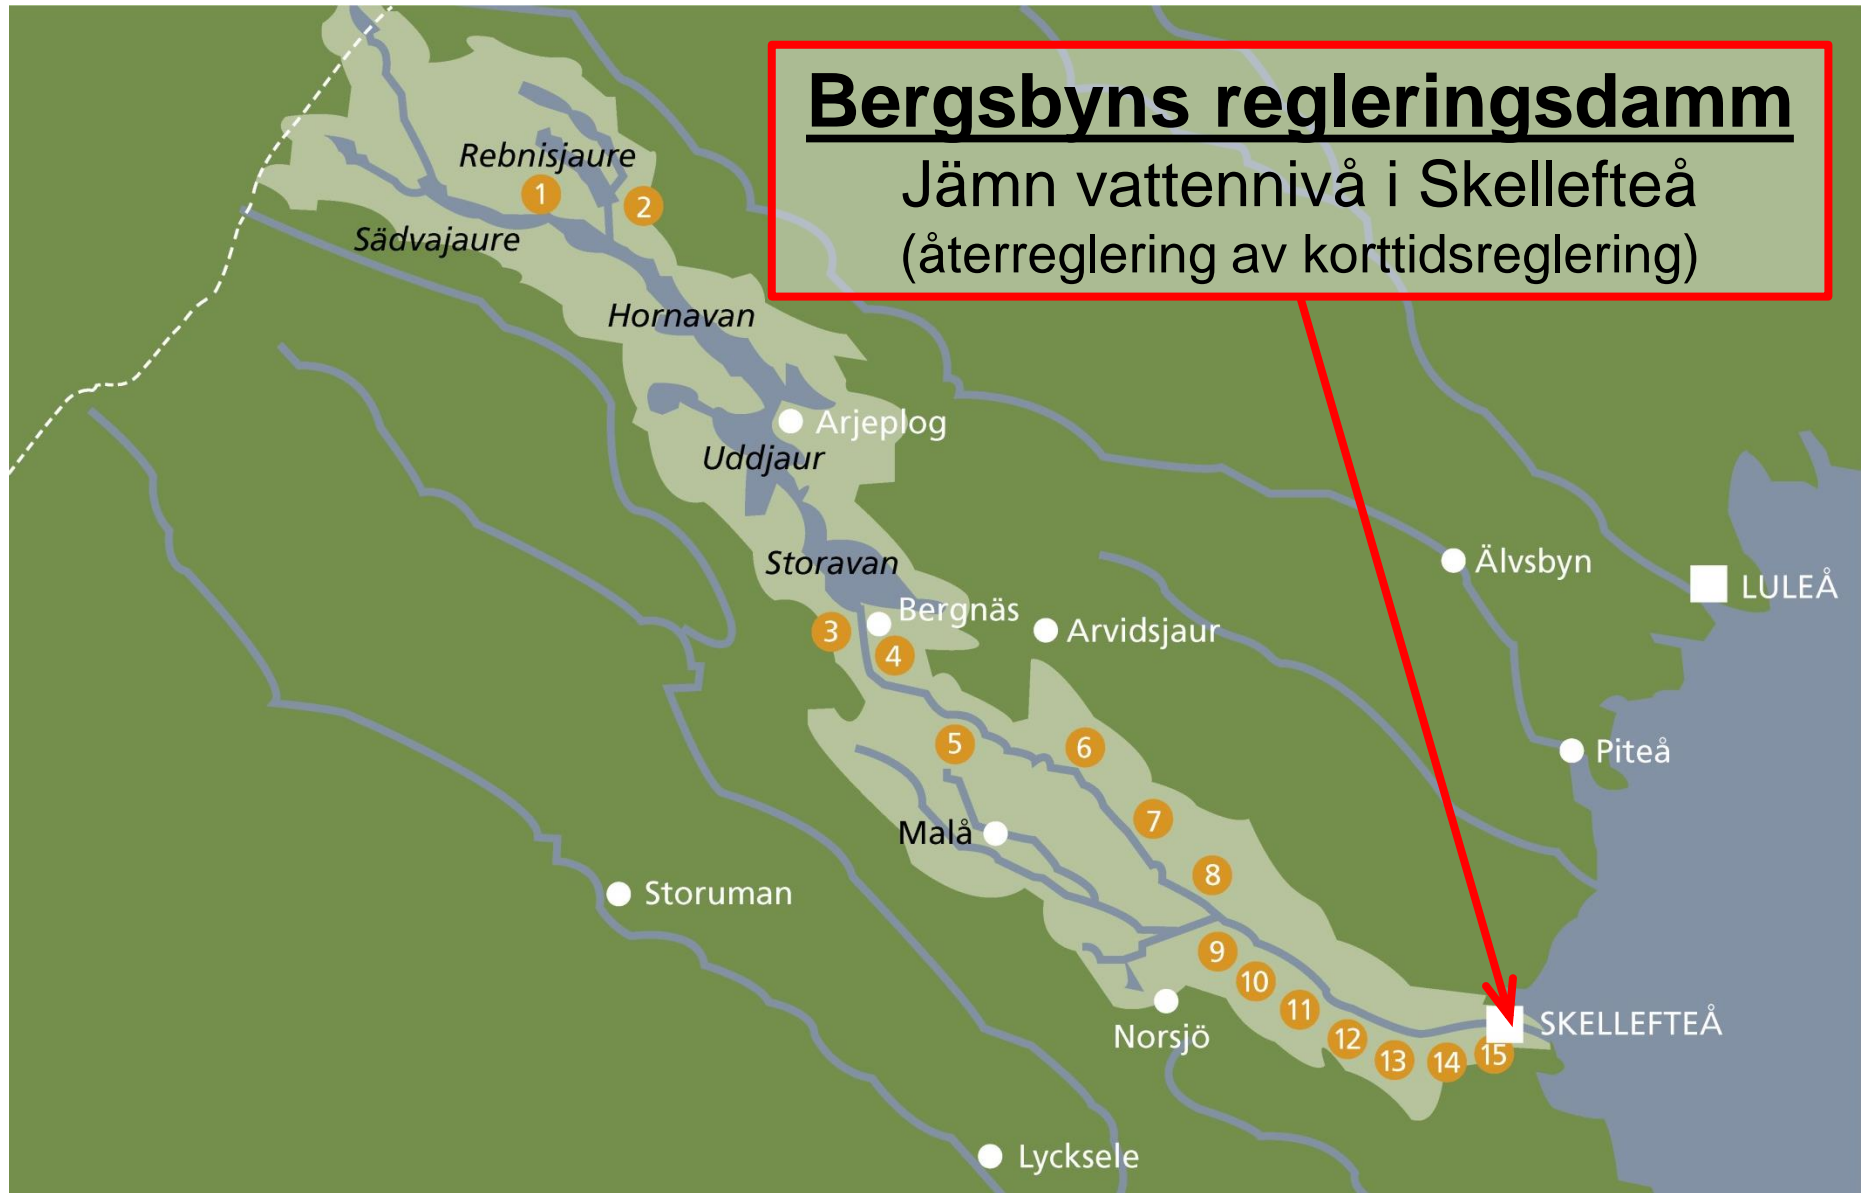 Bergsbyns regleringsdamm
Jämn vattennivå i Skellefteå
(återreglering av korttidsreglering)
Rebnisjaure
1
2
Sädvajaure
Hornavan
Arjeplog
Uddjaur
Storavan
Älvsbyn
LULEÅ
Bergnäs
3
Arvidsjaur
4
5
6
Piteå
7
Malå
8
Storuman
9
10
11
Norsjö
SKELLEFTEÅ
12
13
14
15
Lycksele